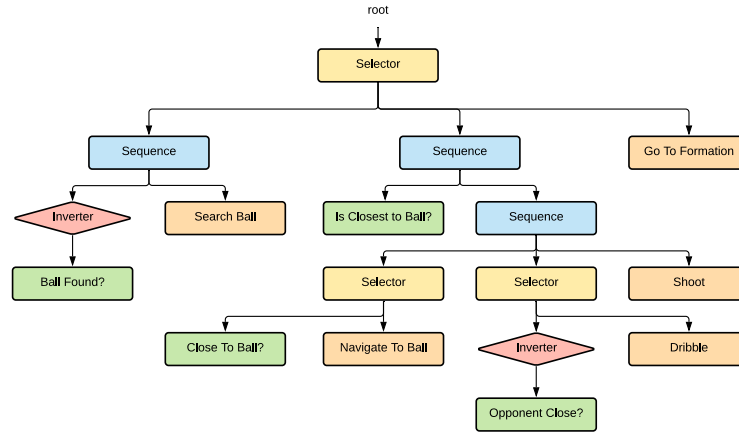 root
Selector
Sequence
Sequence
Go To Formation
Inverter
Search Ball
Is Closest to Ball?
Sequence
Ball Found?
Selector
Selector
Shoot
Close To Ball?
Navigate To Ball
Inverter
Dribble
Opponent Close?